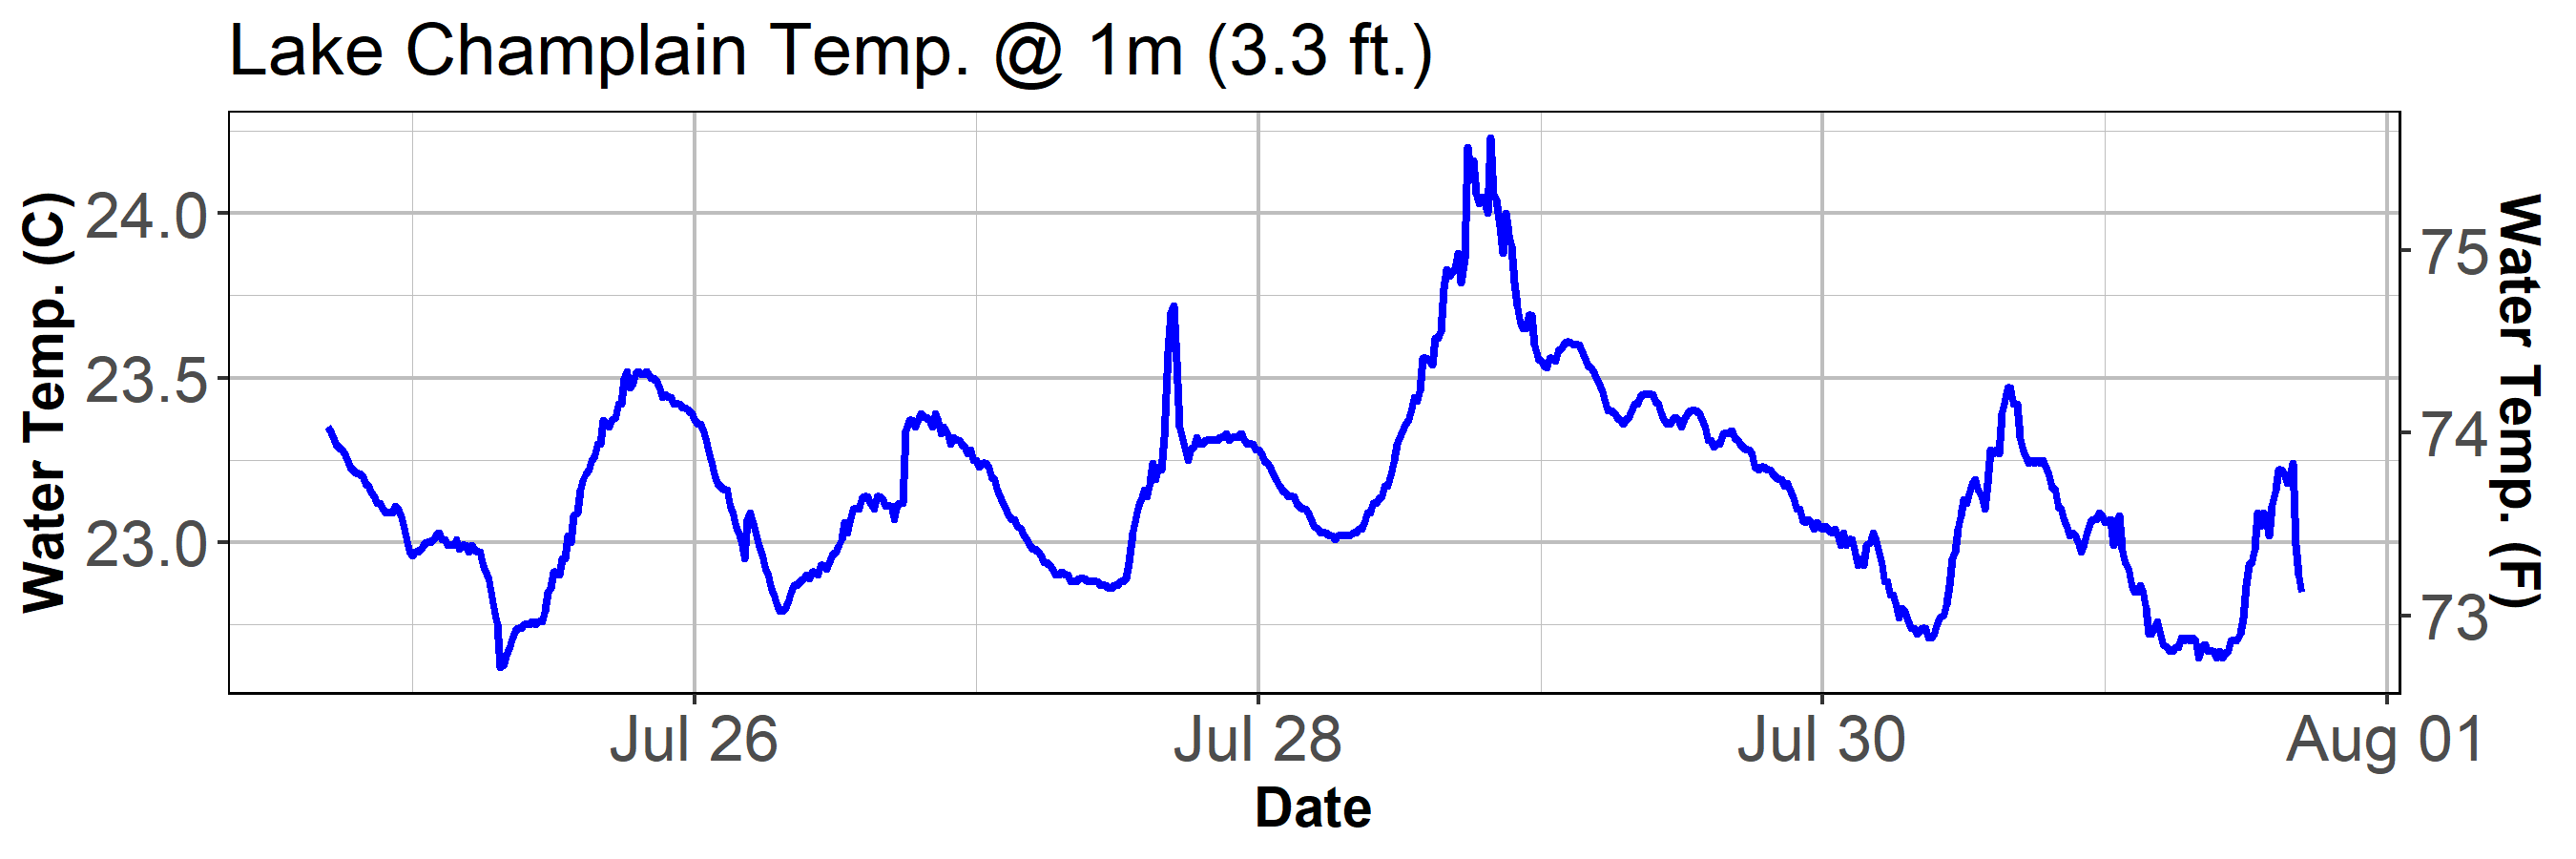 Lake Champlain Temp. @ 1m (3.3 ft.)
Water Temp. (C)
24.0
23.5
23.0
75
74
73
Water Temp. (F)
Jul 26
Jul 28
Jul 30
Aug 01
Date